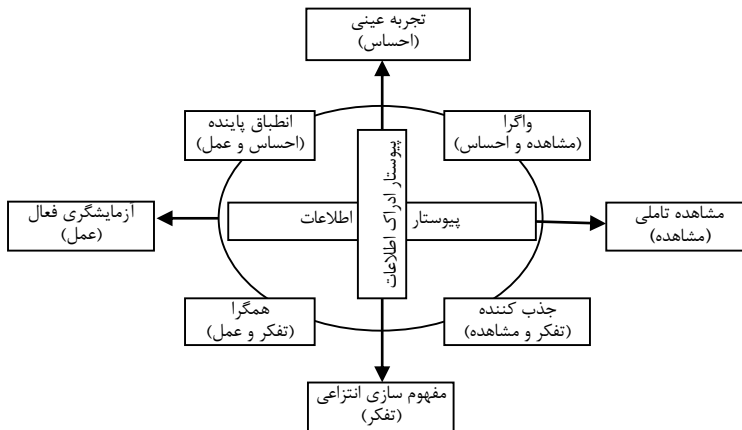 تجربه عینی
(احساس)
انطباق پاینده
(احساس و عمل)
واگرا
(مشاهده و احساس)
پیوستار ادراک اطلاعات
آزمایشگری فعال
(عمل)
پیوستار
اطلاعات
مشاهده تاملی
(مشاهده)
همگرا
(تفکر و عمل)
جذب کننده
(تفکر و مشاهده)
مفهوم سازی انتزاعی
(تفکر)